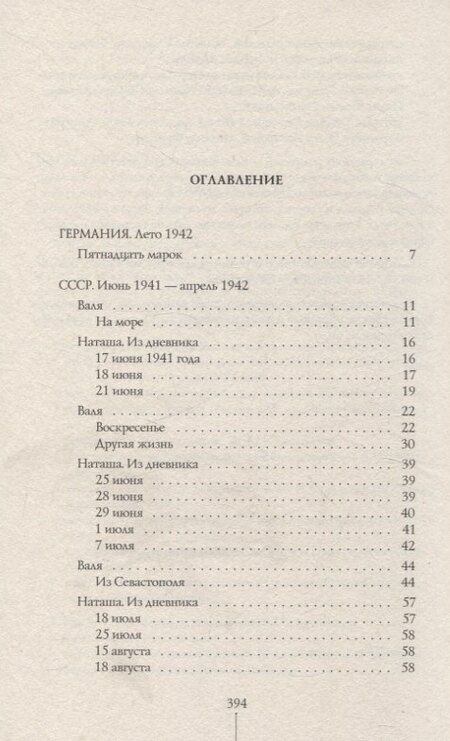 ОГЛАВЛЕНИЕ
ГЕРМАНИЯ. Лето 1942
Пятнадцать марок . . . . . . . . . . . . . . . . . . . . . . . . . . . . 7
СССР. Июнь 1941 — апрель 1942
Валя . . . . . . . . . . . . . . . . . . . . . . . . . . . . . . . . . . . . . . 11
На море . . . . . . . . . . . . . . . . . . . . . . . . . . . . . . . . . 11
Наташа. Из дневника . . . . . . . . . . . . . . . . . . . . . . . . . 16
17 июня 1941 года . . . . . . . . . . . . . . . . . . . . . . . . . 16
18 июня . . . . . . . . . . . . . . . . . . . . . . . . . . . . . . . . . 17
21 июня . . . . . . . . . . . . . . . . . . . . . . . . . . . . . . . . . 19
Валя . . . . . . . . . . . . . . . . . . . . . . . . . . . . . . . . . . . . . . 22
Воскресенье . . . . . . . . . . . . . . . . . . . . . . . . . . . . . . 22
Другая жизнь . . . . . . . . . . . . . . . . . . . . . . . . . . . . . 30
Наташа. Из дневника . . . . . . . . . . . . . . . . . . . . . . . . . 39
25 июня . . . . . . . . . . . . . . . . . . . . . . . . . . . . . . . . . 39
28 июня . . . . . . . . . . . . . . . . . . . . . . . . . . . . . . . . . 39
29 июня . . . . . . . . . . . . . . . . . . . . . . . . . . . . . . . . . 40
1 июля . . . . . . . . . . . . . . . . . . . . . . . . . . . . . . . . . . 41
7 июля . . . . . . . . . . . . . . . . . . . . . . . . . . . . . . . . . . 42
Валя . . . . . . . . . . . . . . . . . . . . . . . . . . . . . . . . . . . . . . 44
Из Севастополя . . . . . . . . . . . . . . . . . . . . . . . . . . . 44
Наташа. Из дневника . . . . . . . . . . . . . . . . . . . . . . . . . 57
18 июля . . . . . . . . . . . . . . . . . . . . . . . . . . . . . . . . . 57
25 июля . . . . . . . . . . . . . . . . . . . . . . . . . . . . . . . . . 58
15 августа . . . . . . . . . . . . . . . . . . . . . . . . . . . . . . . . 58
18 августа . . . . . . . . . . . . . . . . . . . . . . . . . . . . . . . . 58
394